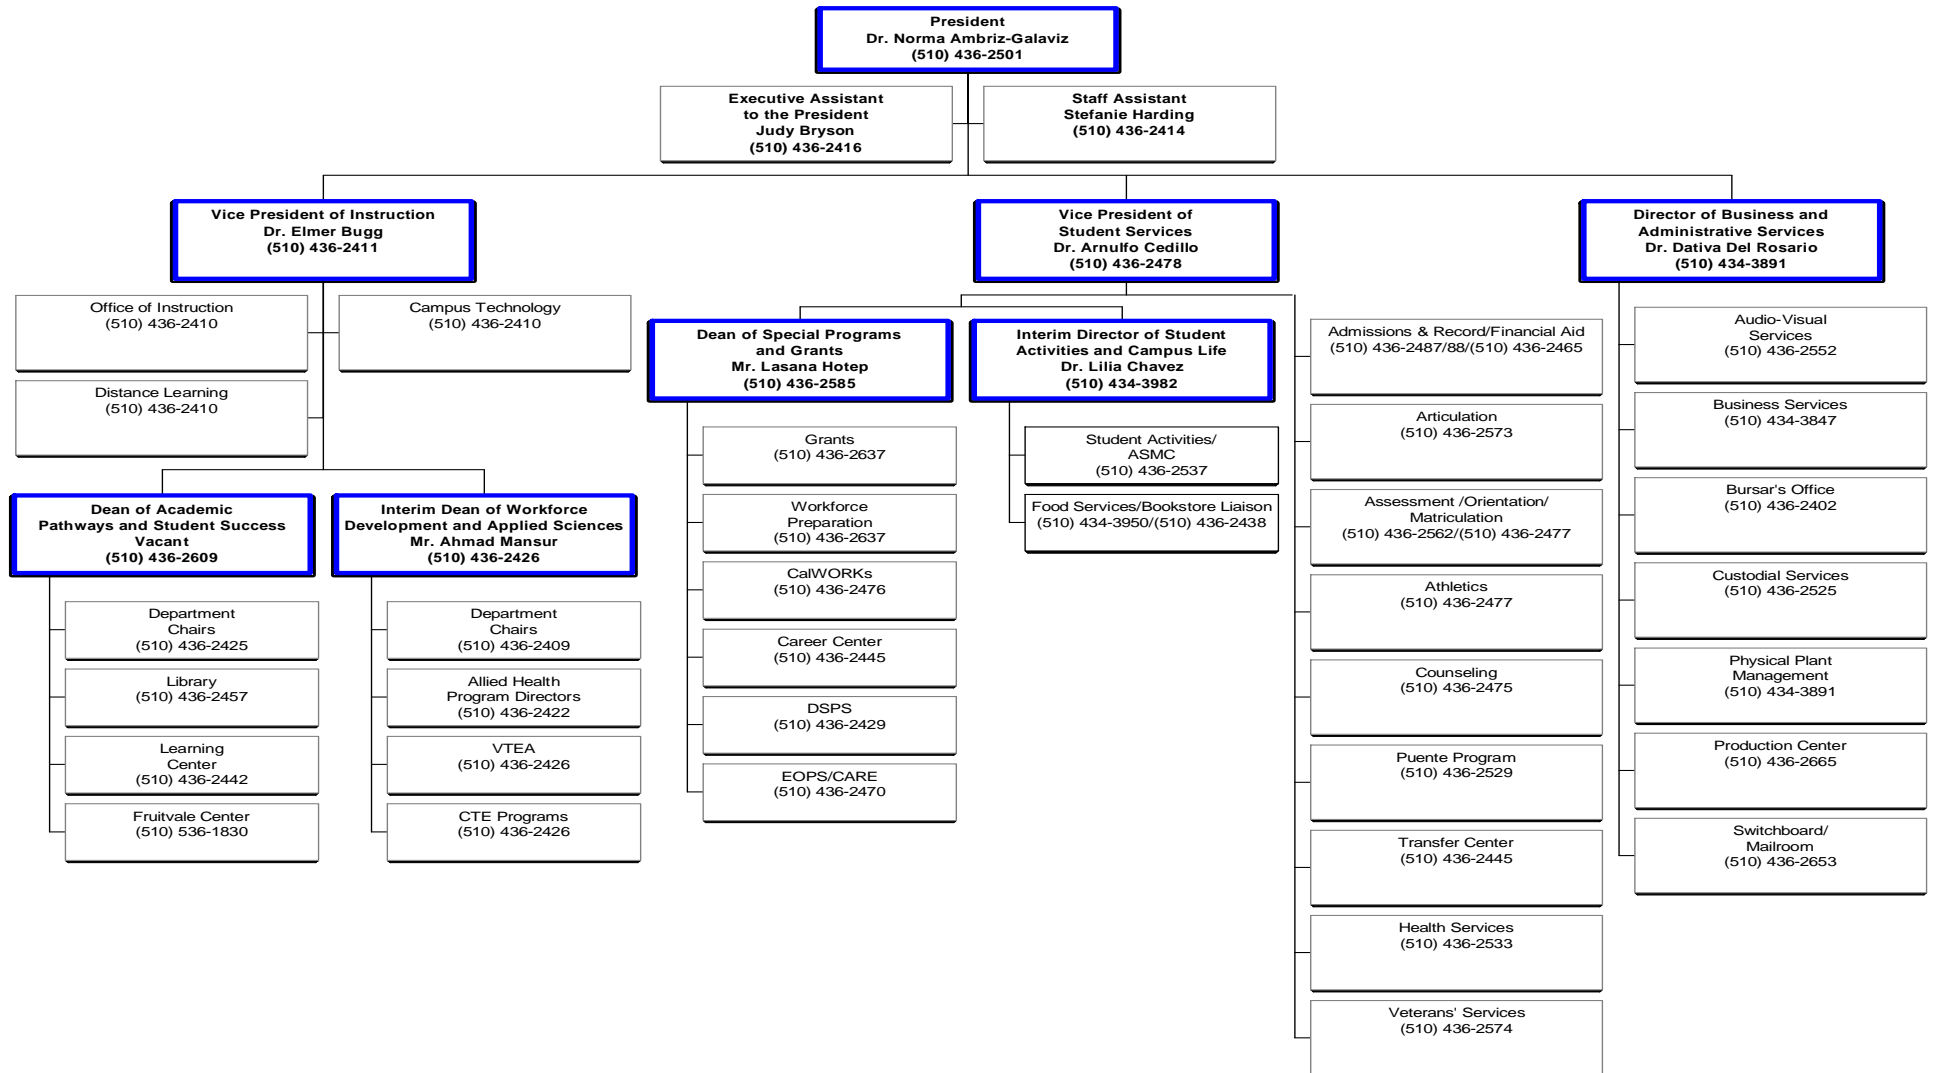 President
Dr. Norma Ambriz-Galaviz
(510) 436-2501
Executive Assistant
to the President
Judy Bryson
(510) 436-2416
Staff Assistant
Stefanie Harding
(510) 436-2414
Vice President of Instruction
Dr. Elmer Bugg
(510) 436-2411
Vice President of
Student Services
Dr. Arnulfo Cedillo
(510) 436-2478
Director of Business and
Administrative Services
Dr. Dativa Del Rosario
(510) 434-3891
Office of Instruction
(510) 436-2410
Campus Technology
(510) 436-2410
Distance Learning
(510) 436-2410
Dean of Academic
Pathways and Student Success
Vacant
(510) 436-2609
Interim Dean of Workforce
Development and Applied Sciences
Mr. Ahmad Mansur
(510) 436-2426
Department
Chairs
(510) 436-2425
Library
(510) 436-2457
Learning
Center
(510) 436-2442
Fruitvale Center
(510) 536-1830
Department
Chairs
(510) 436-2409
Allied Health
Program Directors
(510) 436-2422
VTEA
(510) 436-2426
CTE Programs
(510) 436-2426
Dean of Special Programs
and Grants
Mr. Lasana Hotep
(510) 436-2585
Interim Director of Student
Activities and Campus Life
Dr. Lilia Chavez
(510) 434-3982
Grants
(510) 436-2637
Workforce
Preparation
(510) 436-2637
CalWORKs
(510) 436-2476
Career Center
(510) 436-2445
DSPS
(510) 436-2429
EOPS/CARE
(510) 436-2470
Student Activities/
ASMC
(510) 436-2537
Food Services/Bookstore Liaison
(510) 434-3950/(510) 436-2438
Admissions & Record/Financial Aid
(510) 436-2487/88/(510) 436-2465
Articulation
(510) 436-2573
Assessment /Orientation/
Matriculation
(510) 436-2562/(510) 436-2477
Athletics
(510) 436-2477
Counseling
(510) 436-2475
Puente Program
(510) 436-2529
Transfer Center
(510) 436-2445
Health Services
(510) 436-2533
Veterans' Services
(510) 436-2574
Audio-Visual
Services
(510) 436-2552
Business Services
(510) 434-3847
Bursar's Office
(510) 436-2402
Custodial Services
(510) 436-2525
Physical Plant
Management
(510) 434-3891
Production Center
(510) 436-2665
Switchboard/
Mailroom
(510) 436-2653